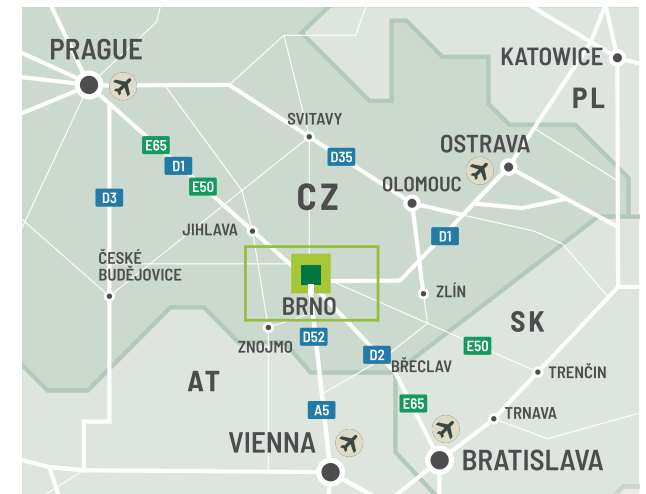 PRAGUE
KATOWICE
PL
SVITAVY
E65
D1
D35
OSTRAVA
E50
OLOMOUC
D3
CZ
JIHLAVA
D1
ČESKÉ
BUDĚJOVICE
ZLÍN
BRNO
SK
ZNOJMO
D52
E50
D2
BŘECLAV
AT
TRENČÍN
A5
E65
TRNAVA
VIENNA
BRATISLAVA